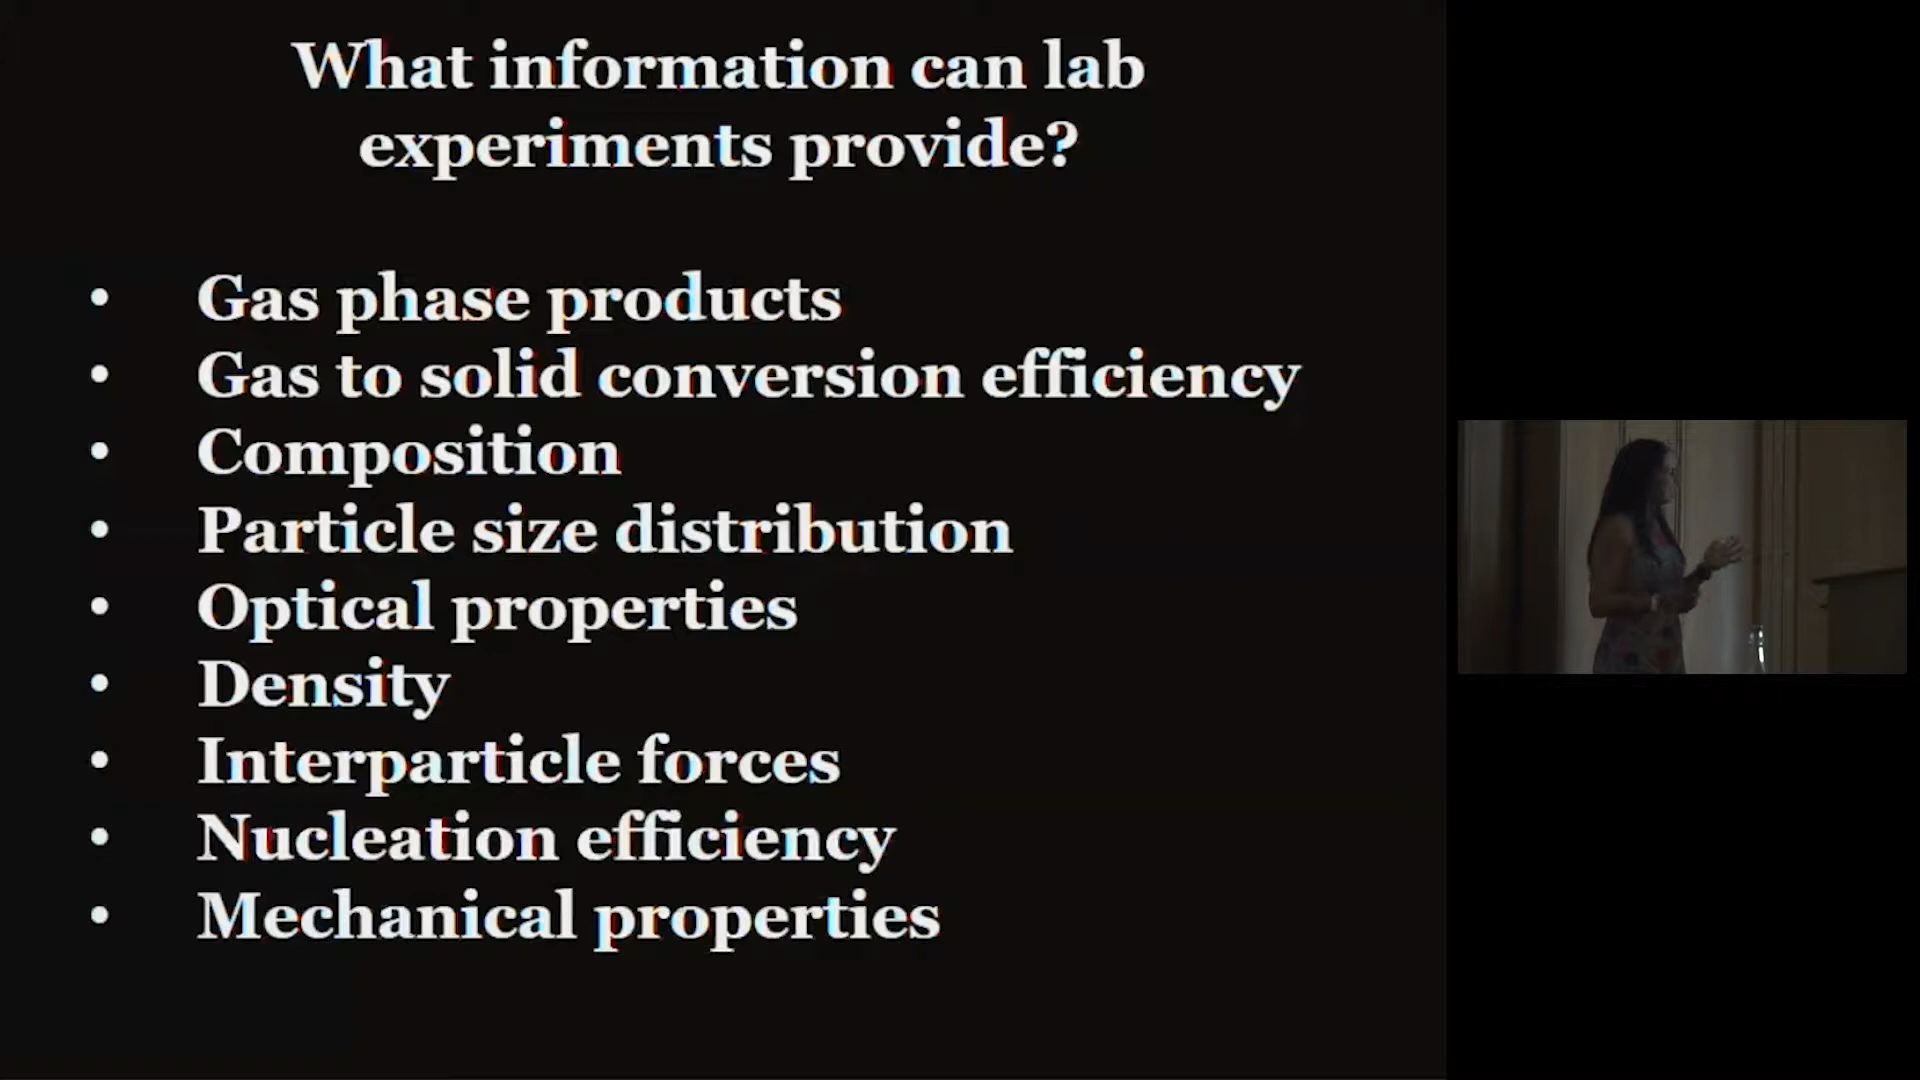 What information can lab
experiments provide?
• Gas phase products
• Gas to solid conversion efficiency
• Composition
• Particle size distribution
• Optical properties
• Density
• Interparticle forces
• Nucleation efficiency
• Mechanical properties